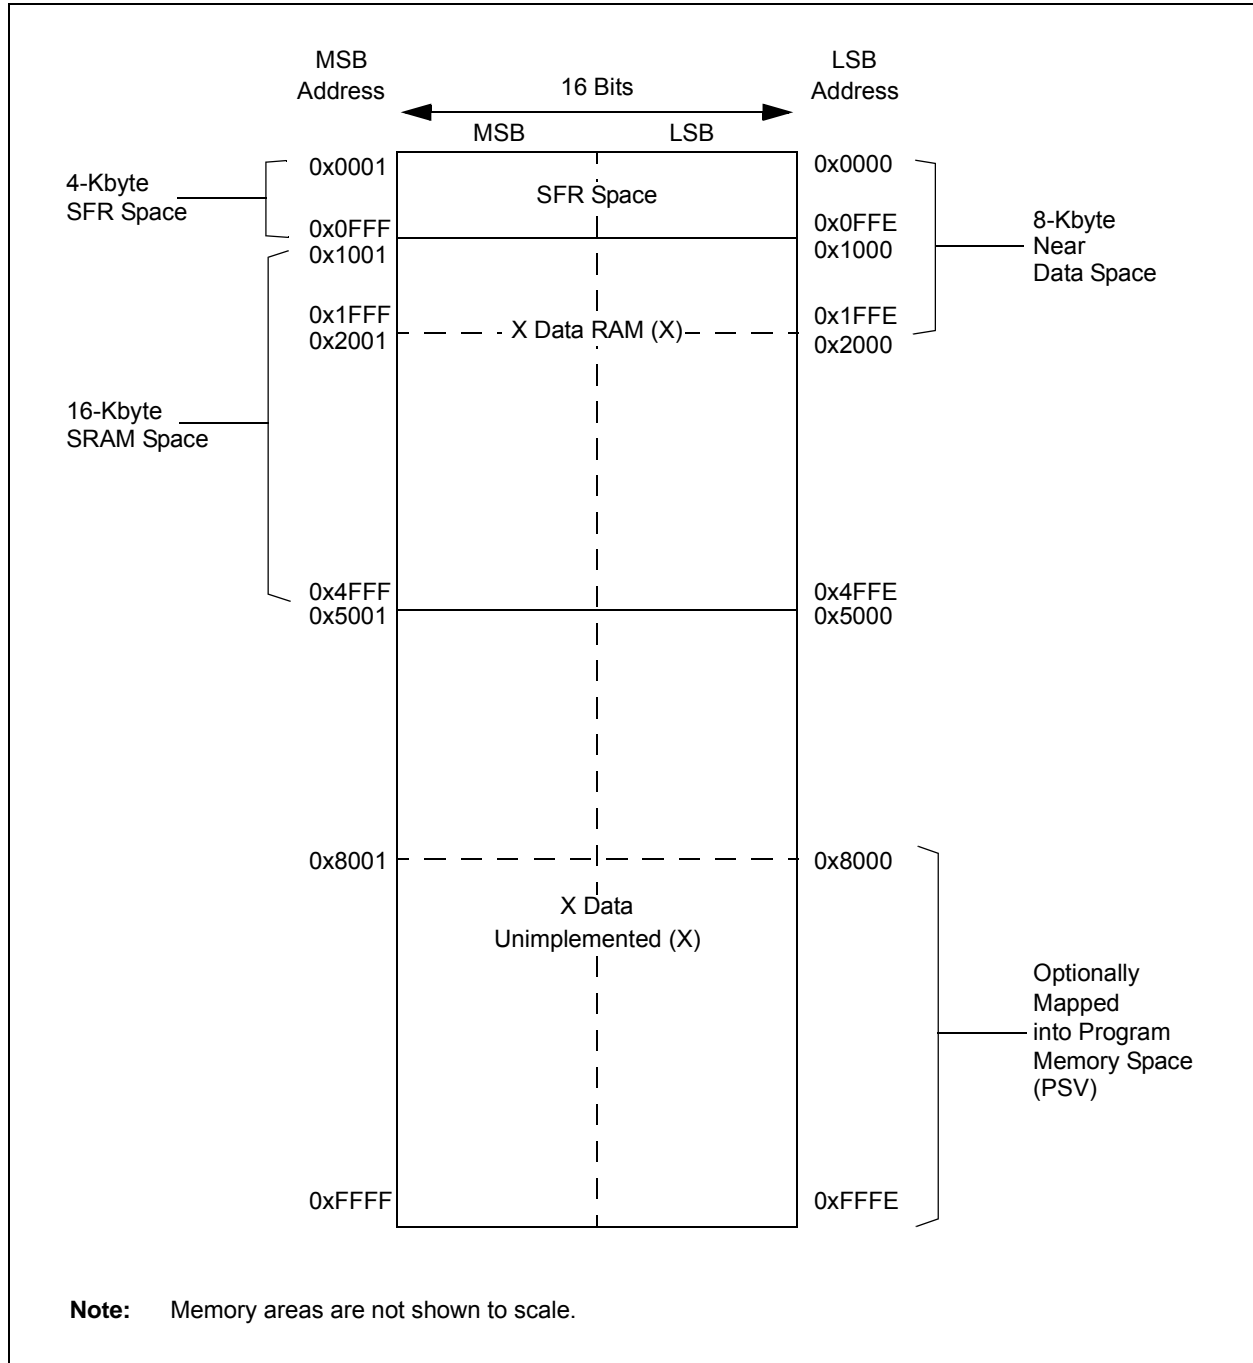 MSB
Address
LSB
Address
16 Bits
MSB
LSB
0x0001
0x0000
4-Kbyte
SFR Space
SFR Space
0x0FFF
0x0FFE
0x1001
0x1000
8-Kbyte
Near
Data Space
0x1FFF
0x1FFE
X Data RAM (X)
0x2001
0x2000
16-Kbyte
SRAM Space
0x4FFF
0x4FFE
0x5001
0x5000
0x8001
0x8000
X Data
Unimplemented (X)
Optionally
Mapped
into Program
Memory Space
(PSV)
0xFFFF
0xFFFE
Note: Memory areas are not shown to scale.